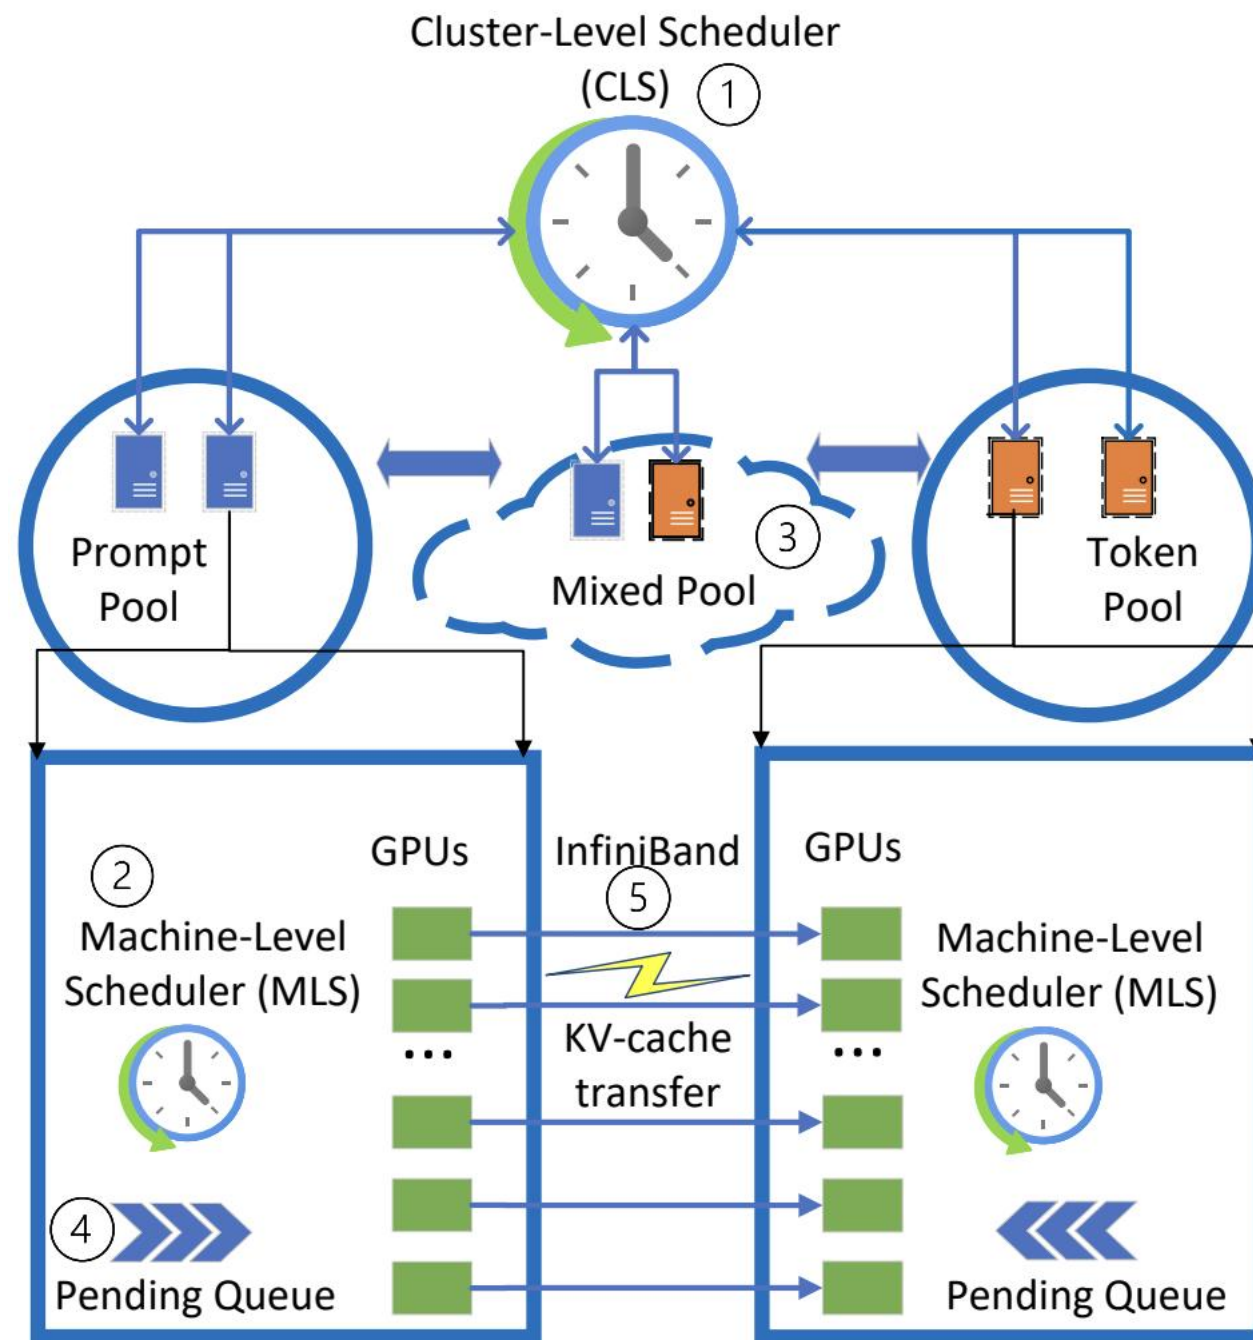 Cluster-Level Scheduler
(CLS) 1
Prompt
Pool
3
Mixed Pool
Token
Pool
2
Machine-Level
Scheduler (MLS)
GPUs
4
Pending Queue
InfiniBand
5
KV-cache
transfer
GPUs
Machine-Level
Scheduler (MLS)
Pending Queue
...
...